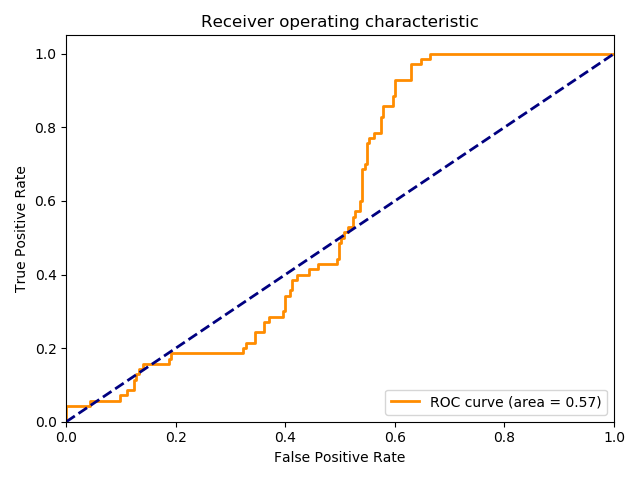 Receiver operating characteristic
True Positive Rate
1.0
0.8
0.6
0.4
0.2
0.0
ROC curve (area = 0.57)
0.0 0.2 0.4 0.6 0.8 1.0
False Positive Rate